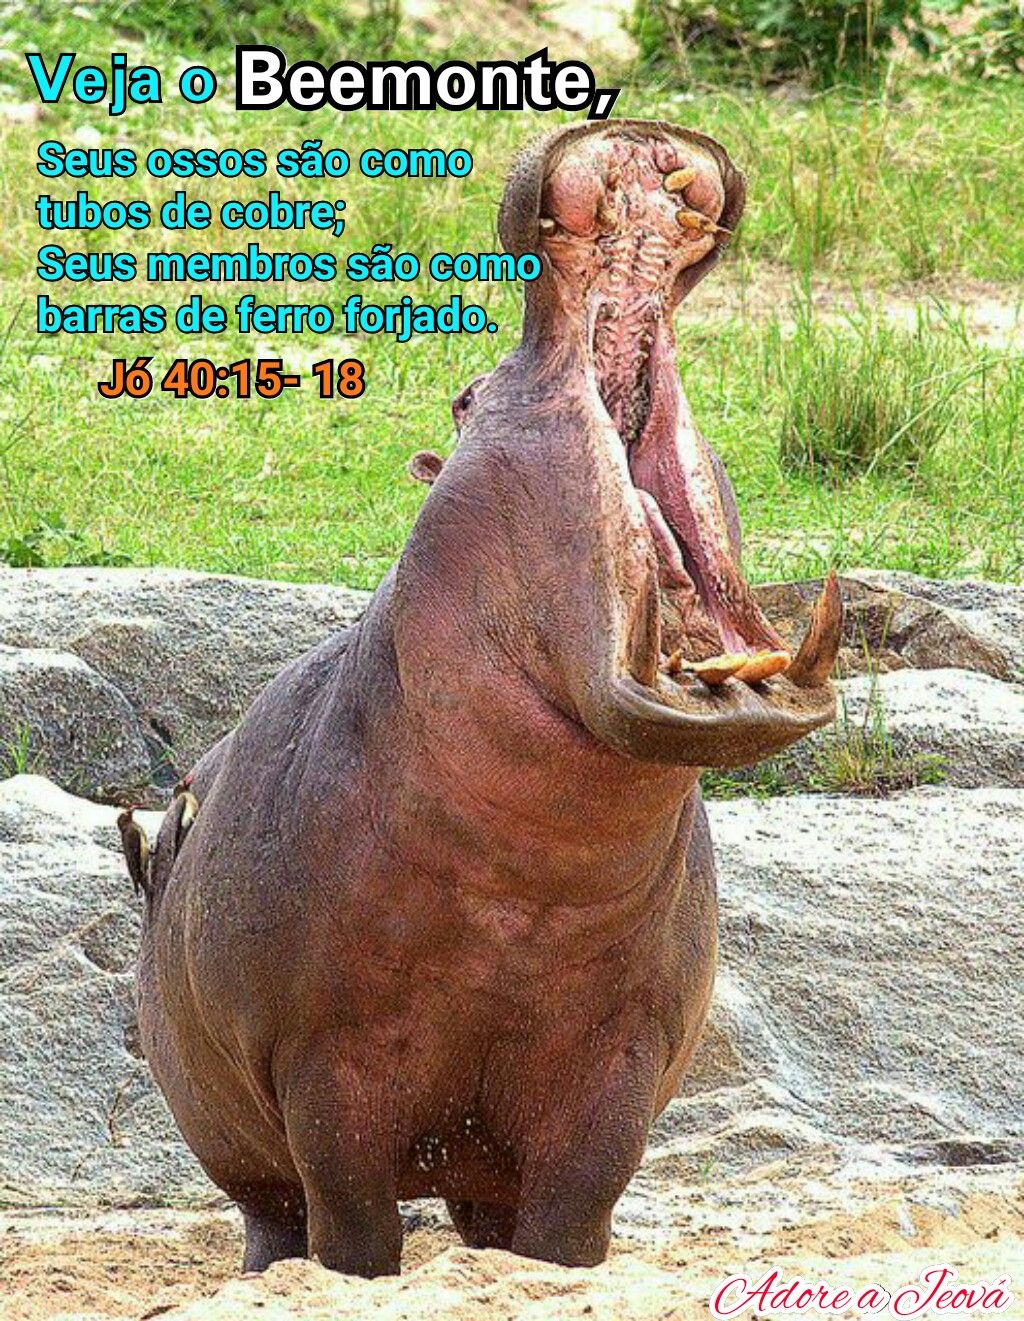 Veja o Beemonte,
Seus ossos são como
tubos de cobre;
Seus membros são como
barras de ferro forjado.
Jó 40:15- 18
Adore a Jeová